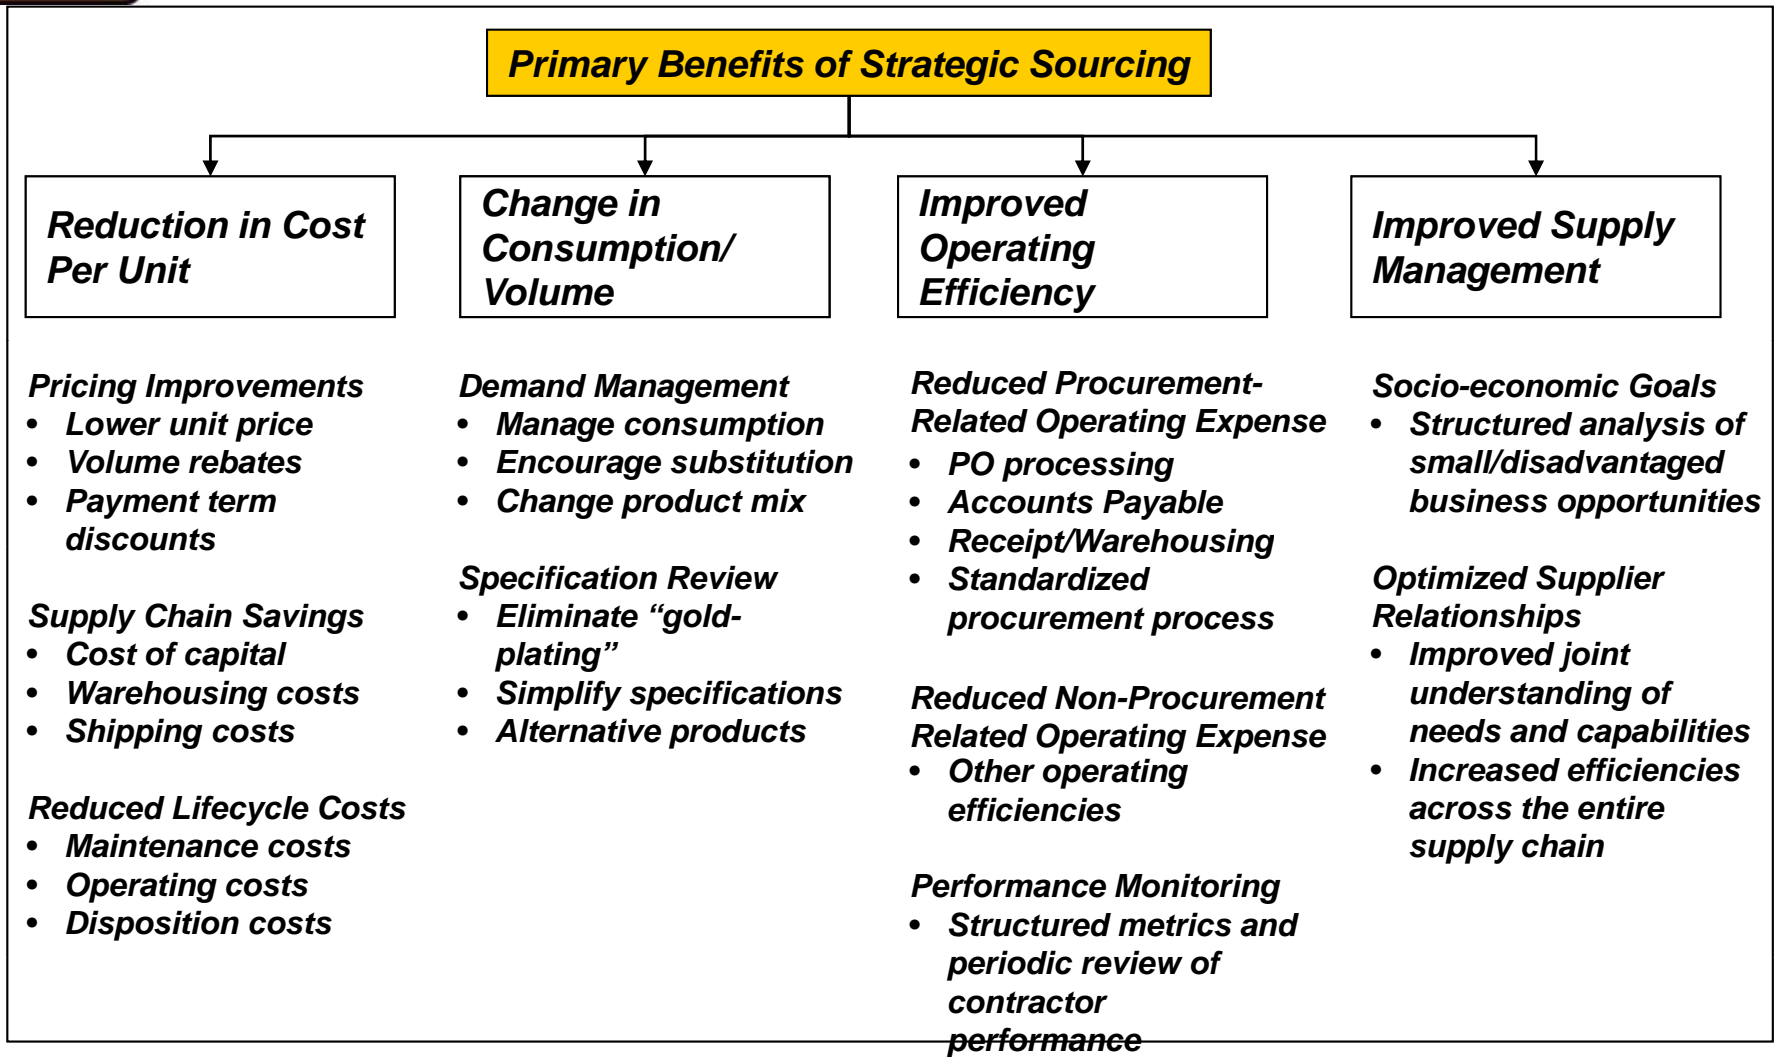 Primary Benefits of Strategic Sourcing
Reduction in Cost
Per Unit
Pricing Improvements
• Lower unit price
• Volume rebates
• Payment term
discounts
Supply Chain Savings
• Cost of capital
• Warehousing costs
• Shipping costs
Reduced Lifecycle Costs
• Maintenance costs
• Operating costs
• Disposition costs
Change in
Consumption/
Volume
Demand Management
• Manage consumption
• Encourage substitution
• Change product mix
Specification Review
• Eliminate “gold-
plating”
• Simplify specifications
• Alternative products
Improved
Operating
Efficiency
Reduced Procurement-
Related Operating Expense
• PO processing
• Accounts Payable
• Receipt/Warehousing
• Standardized
procurement process
Reduced Non-Procurement
Related Operating Expense
• Other operating
efficiencies
Performance Monitoring
• Structured metrics and
periodic review of
contractor
performance
Improved Supply
Management
Socio-economic Goals
• Structured analysis of
small/disadvantaged
business opportunities
Optimized Supplier
Relationships
• Improved joint
understanding of
needs and capabilities
• Increased efficiencies
across the entire
supply chain